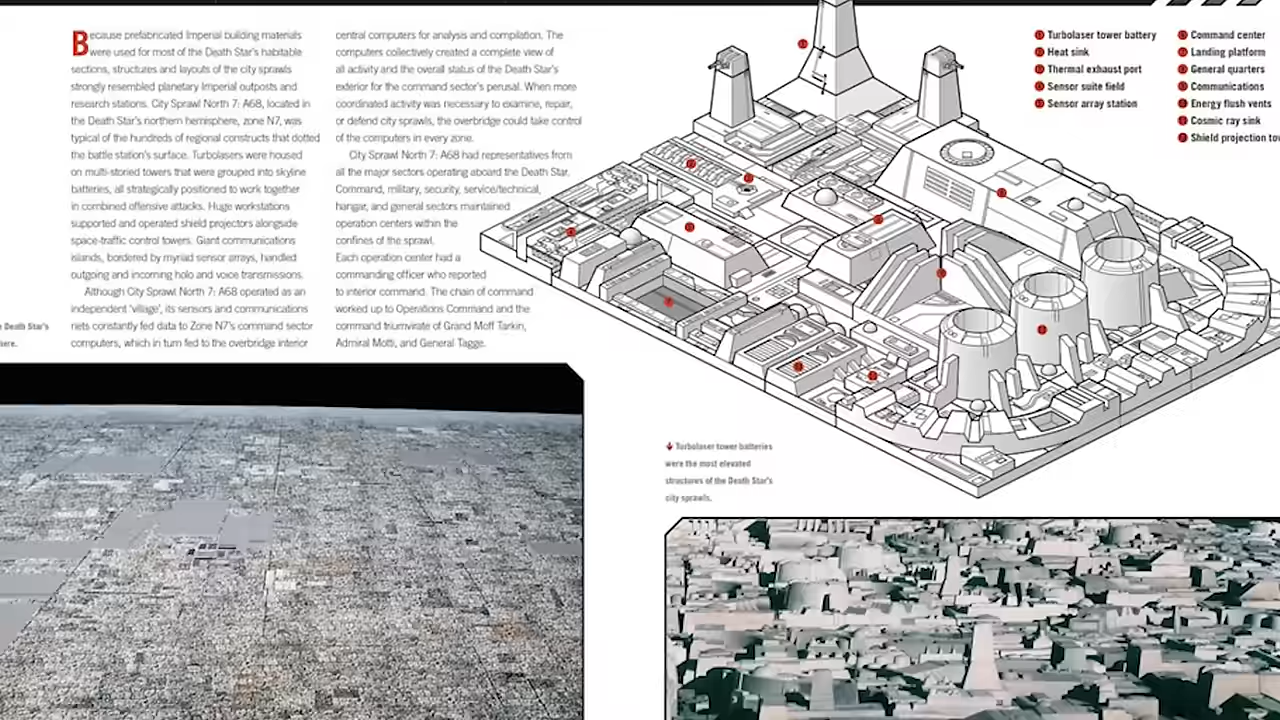 Because prefabricated Imperial building materials
were used for most of the Death Star's habitable
sections, structures and layouts of the city sprawls
strongly resembled planetary Imperial outposts and
research stations. City Sprawl North 7: A68, located in
the Death Star's northern hemisphere, zone N7, was
typical of the hundreds of regional constructs that dotted
the battle station's surface. Turbolasers were housed
on multi-storied towers that were grouped into skyline
batteries, all strategically positioned to work together
in combined offensive attacks. Huge workstations
supported and operated shield projectors alongside
space-traffic control towers. Giant communications
islands, bordered by myriad sensor arrays, handled
outgoing and incoming holo and voice transmissions.
Although City Sprawl North 7: A68 operated as an
independent 'village', its sensors and communications
nets constantly fed data to Zone N7's command sector
computers, which in turn fed to the overbridge interior
central computers for analysis and compilation. The
computers collectively created a complete view of
all activity and the overall status of the Death Star's
exterior for the command sector's perusal. When more
coordinated activity was necessary to examine, repair,
or defend city sprawls, the overbridge could take control
of the computers in every zone.
City Sprawl North 7: A68 had representatives from
all the major sectors operating aboard the Death Star.
Command, military, security, service/technical,
hangar, and general sectors maintained
operation centers within the
confines of the sprawl.
Each operation center had a
commanding officer who reported
to interior command. The chain of command
worked up to Operations Command and the
command triumvirate of Grand Moff Tarkin,
Admiral Motti, and General Tagge.
Death Star's
Turbolaser tower battery
Heat sink
Thermal exhaust port
Sensor suite field
Sensor array station
Command center
Landing platform
General quarters
Communications
Energy flush vents
Cosmic ray sink
Shield projection
Turbolaser tower batteries
were the most elevated
structures of the Death Star's
city sprawls.